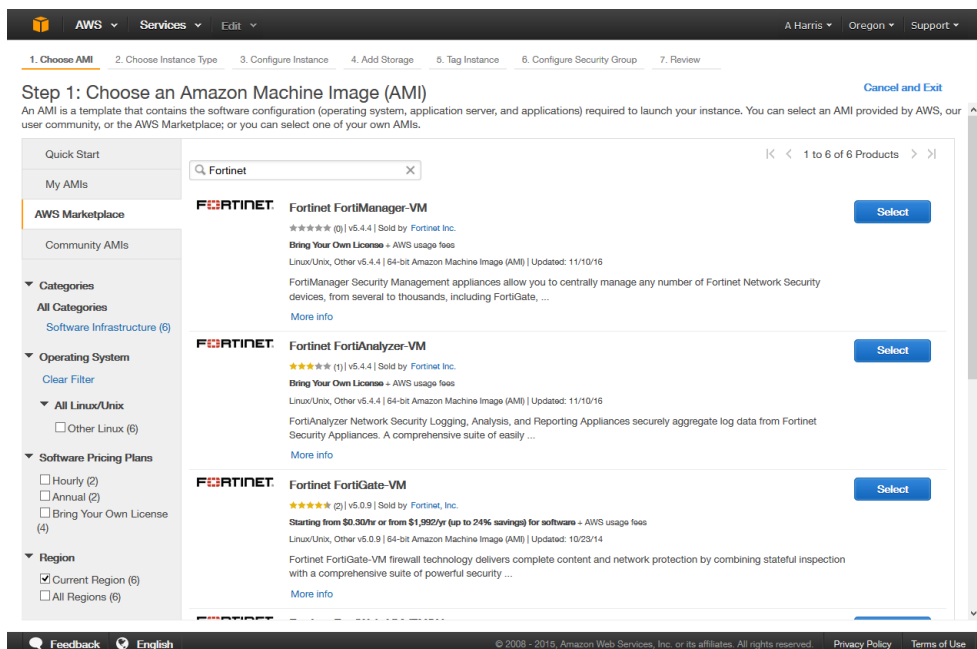 AWS Services Edit A Harris Oregon Support
1. Choose AMI 2. Choose Instance Type 3. Configure Instance 4. Add Storage 5. Tag Instance 6. Configure Security Group 7. Review
Step 1: Choose an Amazon Machine Image (AMI)
Cancel and Exit
An AMI is a template that contains the software configuration (operating system, application server, and applications) required to launch your instance. You can select an AMI provided by AWS, our
user community, or the AWS Marketplace; or you can select one of your own AMIs.
Quick Start
My AMIs
AWS Marketplace
Community AMIs
Categories
All Categories
Software Infrastructure (6)
Operating System
Clear Filter
All Linux/Unix
Other Linux (6)
Software Pricing Plans
Hourly (2)
Annual (2)
Bring Your Own License
(4)
Region
Current Region (6)
All Regions (6)
Fortinet
1 to 6 of 6 Products
FORTINET
Fortinet FortiManager-VM
Select
(0) | v5.4.4 | Sold by Fortinet Inc.
Bring Your Own License + AWS usage fees
Linux/Unix, Other v5.4.4 | 64-bit Amazon Machine Image (AMI) | Updated: 11/10/16
FortiManager Security Management appliances allow you to centrally manage any number of Fortinet Network Security
devices, from several to thousands, including FortiGate, ...
More info
FORTINET
Fortinet FortiAnalyzer-VM
Select
(1) | v5.4.4 | Sold by Fortinet Inc.
Bring Your Own License + AWS usage fees
Linux/Unix, Other v5.4.4 | 64-bit Amazon Machine Image (AMI) | Updated: 11/10/16
FortiAnalyzer Network Security Logging, Analysis, and Reporting Appliances securely aggregate log data from Fortinet
Security Appliances. A comprehensive suite of easily ...
More info
FORTINET
Fortinet FortiGate-VM
Select
(2) | v5.0.9 | Sold by Fortinet, Inc.
Starting from $0.30/hr or from $1,992/yr (up to 24% savings) for software + AWS usage fees
Linux/Unix, Other v5.0.9 | 64-bit Amazon Machine Image (AMI) | Updated: 10/23/14
Fortinet FortiGate-VM firewall technology delivers complete content and network protection by combining stateful inspection
with a comprehensive suite of powerful security ...
More info
Feedback English © 2008 - 2015, Amazon Web Services, Inc. or its affiliates. All rights reserved. Privacy Policy Terms of Use